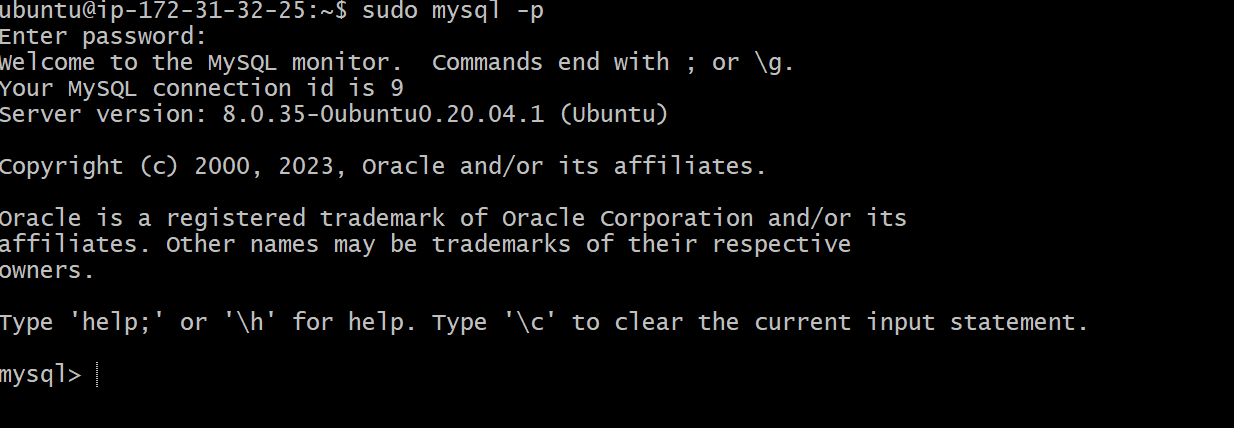 ubuntu@ip-172-31-32-25:~$ sudo mysql -p
Enter password:
Welcome to the MySQL monitor.  Commands end with ; or \g.
Your MySQL connection id is 9
Server version: 8.0.35-0ubuntu0.20.04.1 (Ubuntu)
Copyright (c) 2000, 2023, Oracle and/or its affiliates.
Oracle is a registered trademark of Oracle Corporation and/or its
affiliates. Other names may be trademarks of their respective
owners.
Type 'help;' or '\h' for help. Type '\c' to clear the current input statement.
mysql>